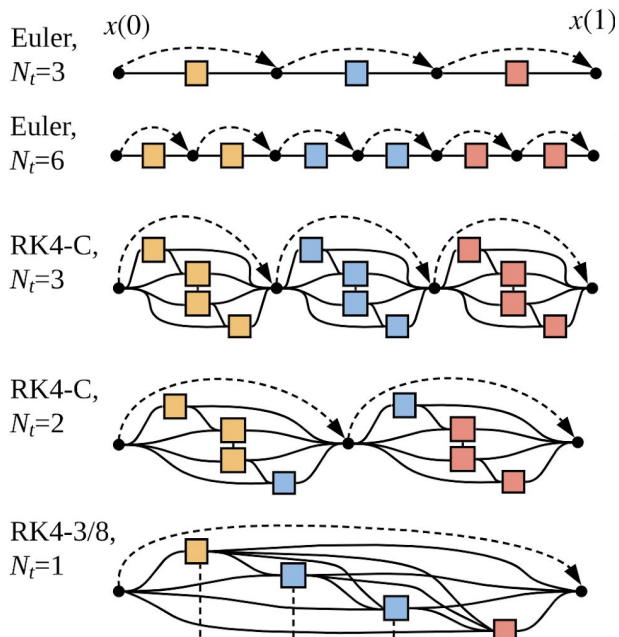 Euler, x(0) x(1)
N_t=3
Euler,
N_t=6
RK4-C,
N_t=3
RK4-C,
N_t=2
RK4-3/8,
N_t=1